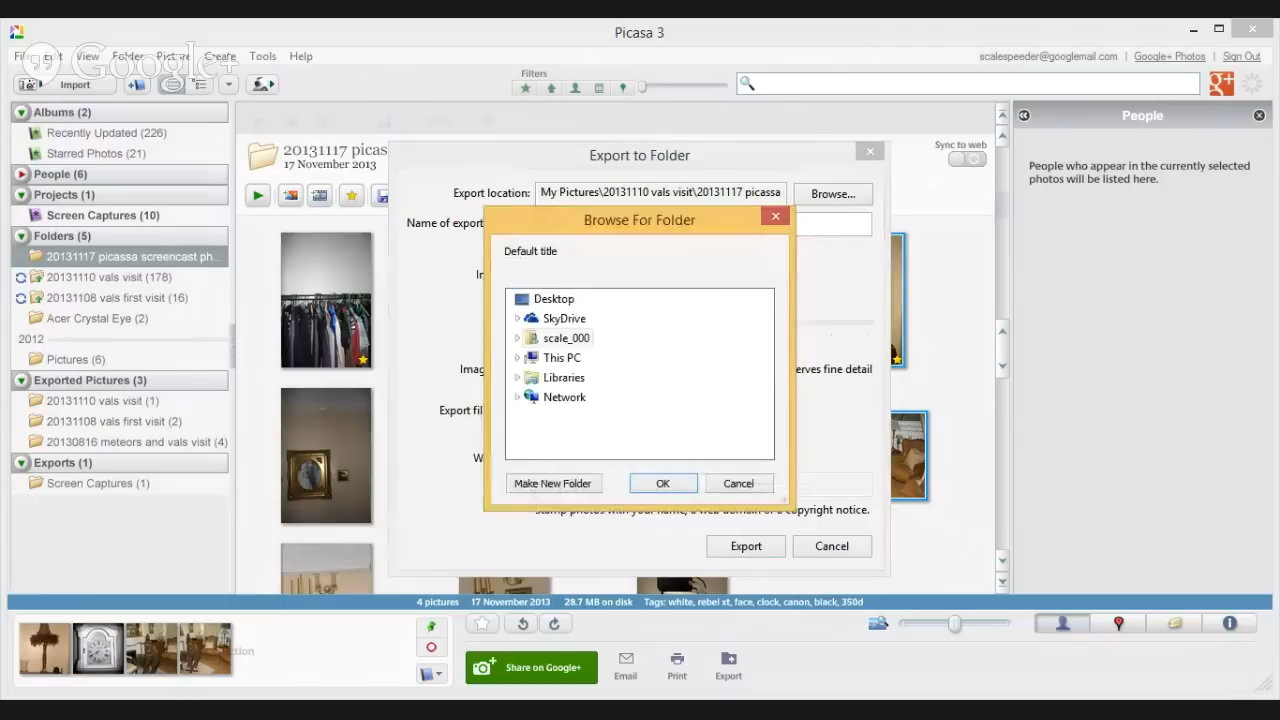 Picasa 3
File Edit View Folder Picture Create Tools Help
Google+
scalespeeder@googlemail.com | Google+ Photos | Sign Out
Import
Filters
g+
Albums (2)
Recently Updated (226)
Starred Photos (21)
People (6)
Projects (1)
Screen Captures (10)
Folders (5)
20131117 picassa screencast ph...
20131110 vals visit (178)
20131108 vals first visit (16)
Acer Crystal Eye (2)
2012
Pictures (6)
Exported Pictures (3)
20131110 vals visit (1)
20131108 vals first visit (2)
20130816 meteors and vals visit (4)
Exports (1)
Screen Captures (1)
20131117 picas
17 November 2013
Sync to web
Export to Folder
Export location:
My Pictures\20131110 vals visit\20131117 picassa
Browse...
Name of export
In
Imag
erves fine detail
Export fil
W
Stamp photos with your name, a web domain or a copyright notice.
Export
Cancel
Browse For Folder
Default title
Desktop
SkyDrive
scale_000
This PC
Libraries
Network
Make New Folder
OK
Cancel
People
People who appear in the currently selected
photos will be listed here.
4 pictures 17 November 2013 28.7 MB on disk Tags: white, rebel xt, face, clock, canon, black, 350d
ction
Share on Google+
Email
Print
Export